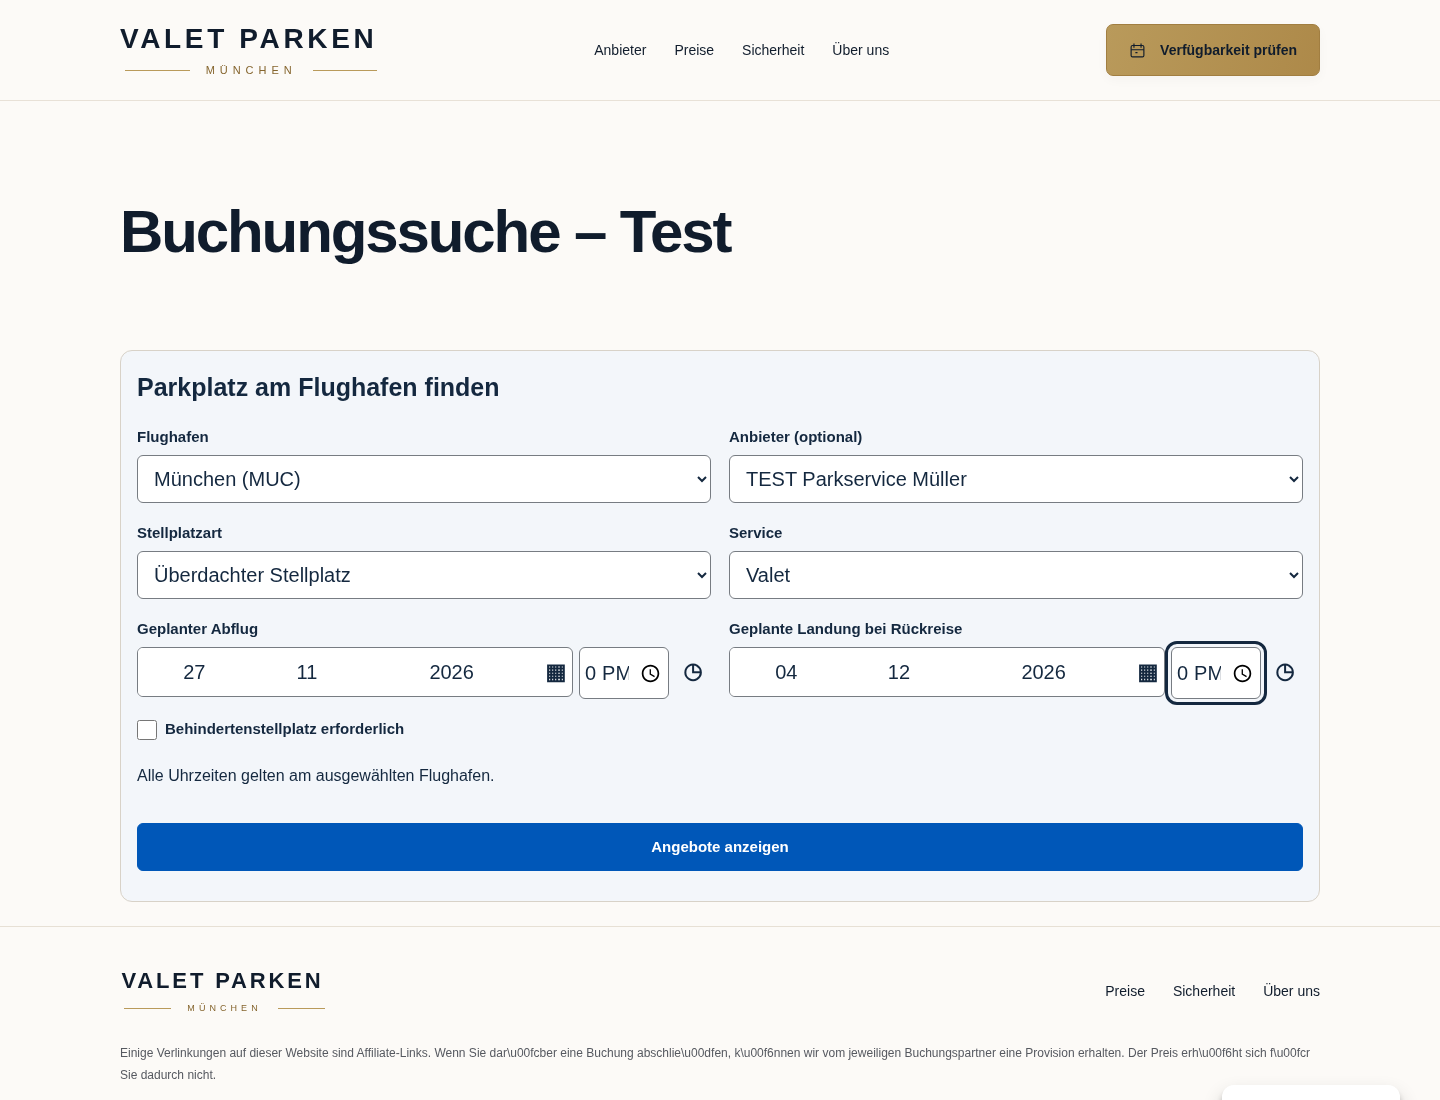 VALET PARKEN
MÜNCHEN
Anbieter Preise Sicherheit Über uns
Verfügbarkeit prüfen
Buchungssuche – Test
Parkplatz am Flughafen finden
Flughafen Anbieter (optional)
München (MUC) TEST Parkservice Müller
Stellplatzart Service
Überdachter Stellplatz Valet
Geplanter Abflug Geplante Landung bei Rückreise
27 11 2026 0 PM 04 12 2026 0 PM
Behindertenstellplatz erforderlich
Alle Uhrzeiten gelten am ausgewählten Flughafen.
Angebote anzeigen
VALET PARKEN
MÜNCHEN
Preise Sicherheit Über uns
Einige Verlinkungen auf dieser Website sind Affiliate-Links. Wenn Sie dar\u00fcber eine Buchung abschlie\u00dfen, k\u00f6nnen wir vom jeweiligen Buchungspartner eine Provision erhalten. Der Preis erh\u00f6ht sich f\u00fcr
Sie dadurch nicht.